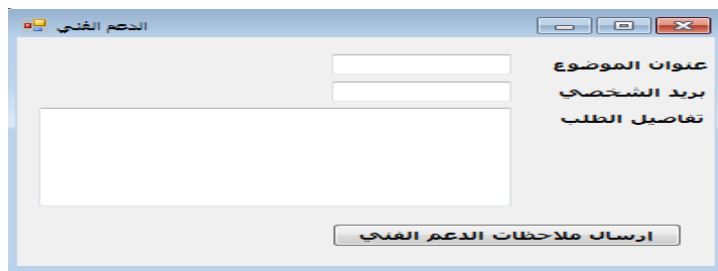 الدعم الفني
عنوان الموضوع
بريد الشخصي
تفاصيل الطلب
ارسال ملاحظات الدعم الفني